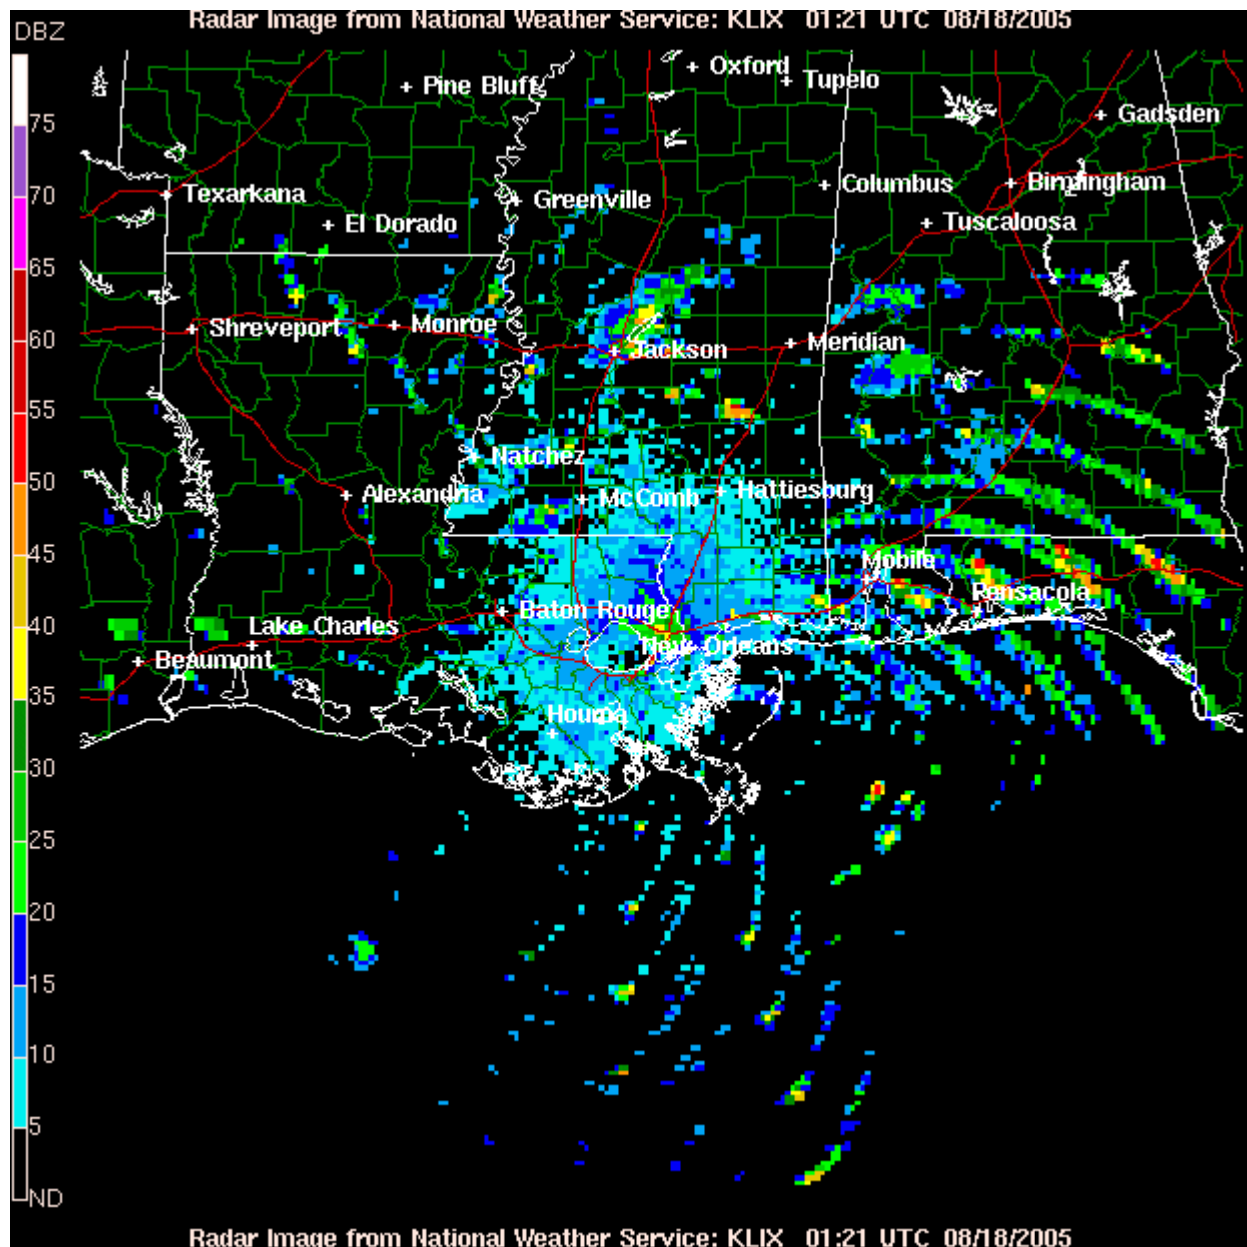 Radar Image from National Weather Service: KLIX 01:21 UTC 08/18/2005
DBZ
Oxford
Tupelo
Pine Bluff
Gadsden
75
Columbus
Birmingham
70
Texarkana
Greenville
El Dorado
Tuscaloosa
65
60
Shreveport
Monroe
Jackson
Meridian
55
Natchez
50
Alexandria
McComb
Hattiesburg
45
Mobile
Pensacola
40
Baton Rouge
Lake Charles
New Orleans
Beaumont
35
Houma
30
25
20
15
10
5
ND
Radar Image from National Weather Service: KLIX 01:21 UTC 08/18/2005